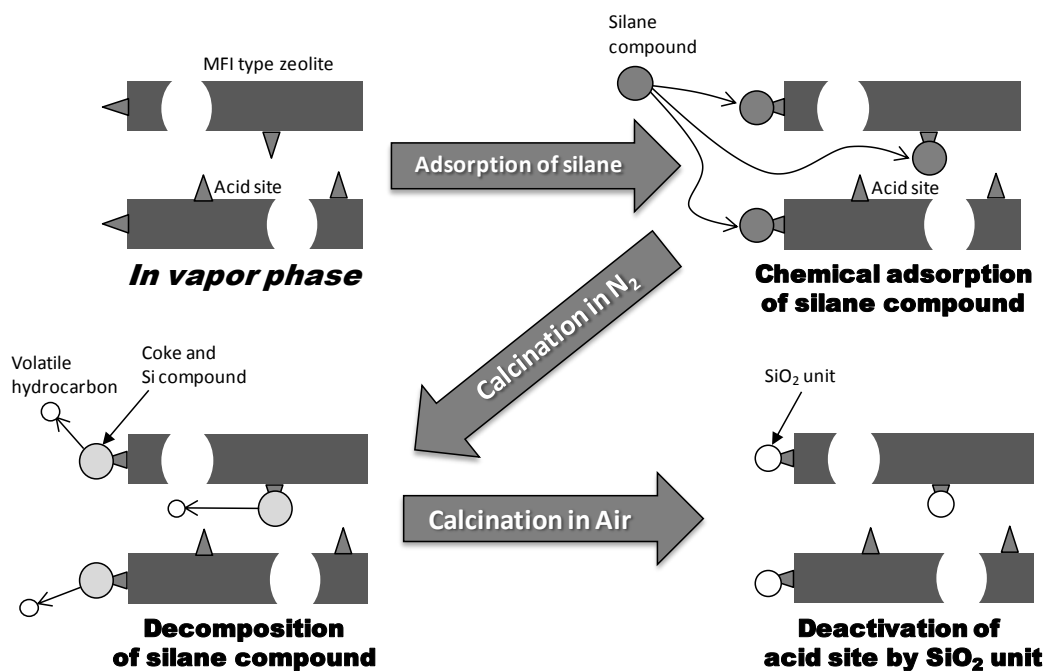 MFI type zeolite
Acid site
In vapor phase
Adsorption of silane
Silane
compound
Acid site
Chemical adsorption
of silane compound
Calcination in N₂
Volatile
hydrocarbon
Coke and
Si compound
Decomposition
of silane compound
Calcination in Air
SiO₂ unit
Deactivation of
acid site by SiO₂ unit